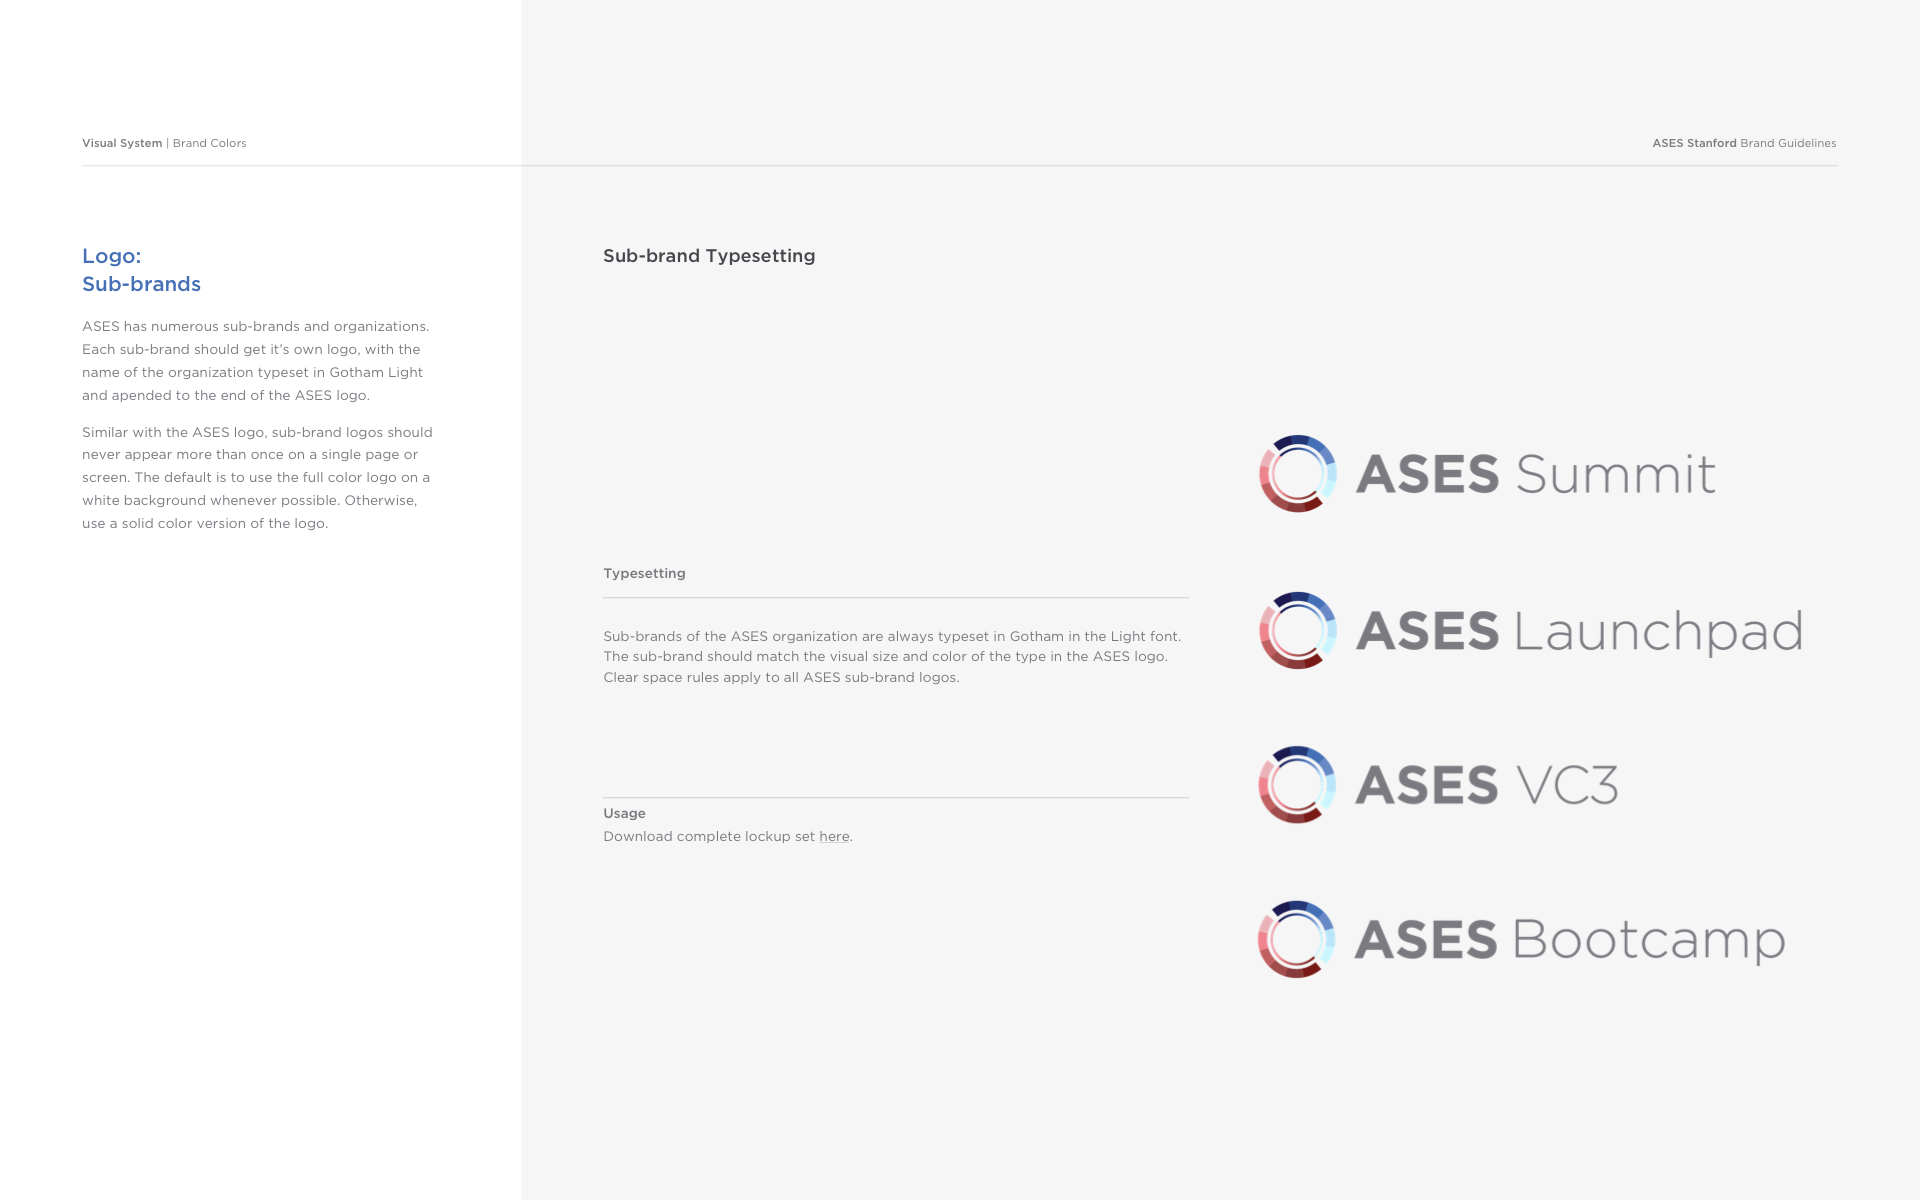 Visual System | Brand Colors
ASES Stanford Brand Guidelines
Logo:
Sub-brands
ASES has numerous sub-brands and organizations.
Each sub-brand should get it’s own logo, with the
name of the organization typeset in Gotham Light
and apended to the end of the ASES logo.
Similar with the ASES logo, sub-brand logos should
never appear more than once on a single page or
screen. The default is to use the full color logo on a
white background whenever possible. Otherwise,
use a solid color version of the logo.
Sub-brand Typesetting
Typesetting
Sub-brands of the ASES organization are always typeset in Gotham in the Light font.
The sub-brand should match the visual size and color of the type in the ASES logo.
Clear space rules apply to all ASES sub-brand logos.
Usage
Download complete lockup set here.
ASES Summit
ASES Launchpad
ASES VC3
ASES Bootcamp